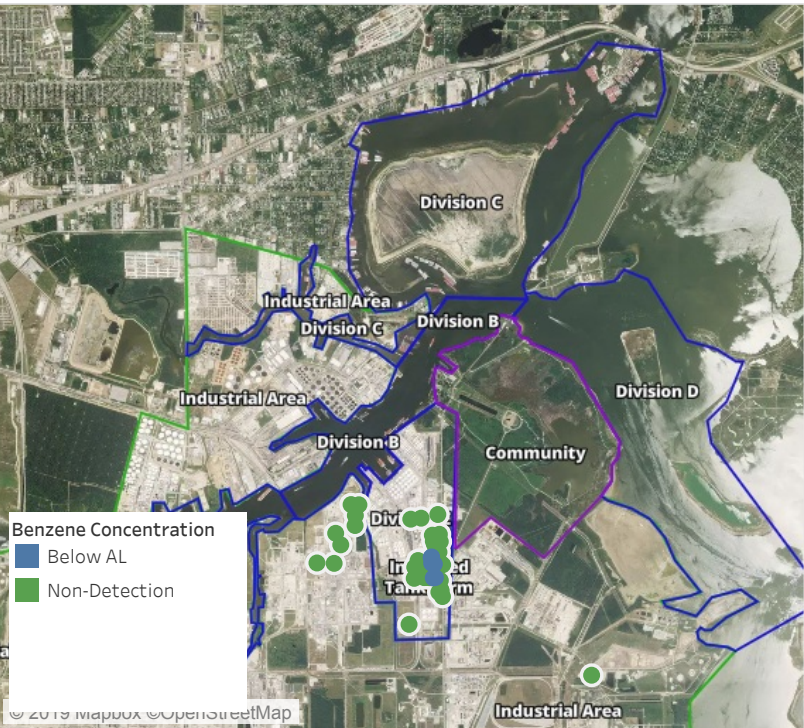 Division C
Industrial Area
Division C
Division B
Industrial Area
Division D
Division B
Community
Benzene Concentration
Below AL
Non-Detection
Industrial Area
© 2019 Mapbox ©OpenStreetMap